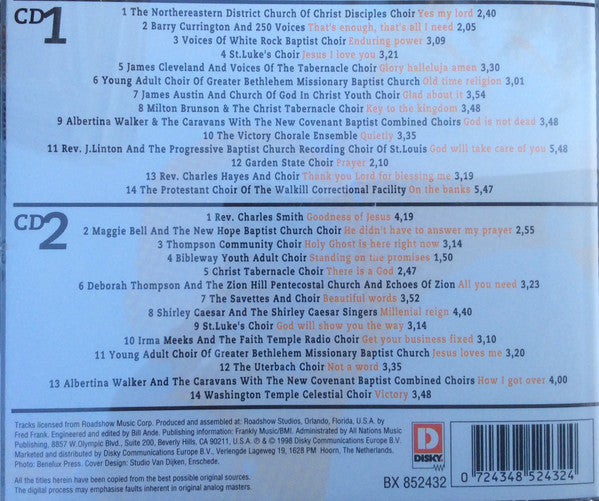 CD 1
1 The Northereastern District Church Of Christ Disciples Choir Yes my lord 2,40
2 Barry Currington And 250 Voices That's enough, that's all I need 2,05
3 Voices Of White Rock Baptist Church Enduring power 3,09
4 St.Luke's Choir Jesus I love you 3,21
5 James Cleveland And Voices Of The Tabernacle Choir Glory halleluja amen 3,30
6 Young Adult Choir Of Greater Bethlehem Missionary Baptist Church Old time religion 3,01
7 James Austin And Church Of God In Christ Youth Choir Glad about it 3,54
8 Milton Brunson & The Christ Tabernacle Choir Key to the kingdom 3,48
9 Albertina Walker & The Caravans With The New Covenant Baptist Combined Choirs God is not dead 3,48
10 The Victory Chorale Ensemble Quietly 3,35
11 Rev. J.Linton And The Progressive Baptist Church Recording Choir Of St.Louis God will take care of you 5,48
12 Garden State Choir Prayer 2,10
13 Rev. Charles Hayes And Choir Thank you Lord for blessing me 3,19
14 The Protestant Choir Of The Walkill Correctional Facility On the banks 5,47
CD 2
1 Rev. Charles Smith Goodness of Jesus 4,19
2 Maggie Bell And The New Hope Baptist Church Choir He didn't have to answer my prayer 2,55
3 Thompson Community Choir Holy Ghost is here right now 3,14
4 Bibleway Youth Adult Choir Standing on the promises 1,50
5 Christ Tabernacle Choir There is a God 2,47
6 Deborah Thompson And The Zion Hill Pentecostal Church And Echoes Of Zion All you need 3,23
7 The Savettes And Choir Beautiful words 3,52
8 Shirley Caesar And The Shirley Caesar Singers Millenial reign 4,40
9 St.Luke's Choir God will show you the way 3,14
10 Irma Meeks And The Faith Temple Radio Choir Get your business fixed 3,10
11 Young Adult Choir Of Greater Bethlehem Missionary Baptist Church Jesus loves me 3,20
12 The Uterbach Choir Not a word 3,35
13 Albertina Walker And The Caravans With The New Covenant Baptist Combined Choirs How I got over 4,00
14 Washington Temple Celestial Choir Victory 3,48
Tracks licensed from Roadshow Music Corp. Produced and assembled at: Roadshow Studios, Orlando, Florida, U.S.A. by
Fred Frank. Engineered and edited by Bill Ande. Publishing information: Frankly Music/BMI. Administrated by All Nations Music
Publishing, 8857 W.Olympic Blvd., Suite 200, Beverly Hills, CA 90211, U.S.A. ℗ & © 1998 Disky Communications Europe B.V.
Marketed and distributed by Disky Communications Europe B.V. Verlengde Lageweg 19, 1628 PM Hoorn, The Netherlands.
Photo: Benelux Press. Cover Design: Studio Van Dijken, Enschede.
All the titles herein have been copied from the best possible original sources.
The digital process may emphasise faults inherent in original analog masters.
D
DISKY
BX 852432
0 724348 524324